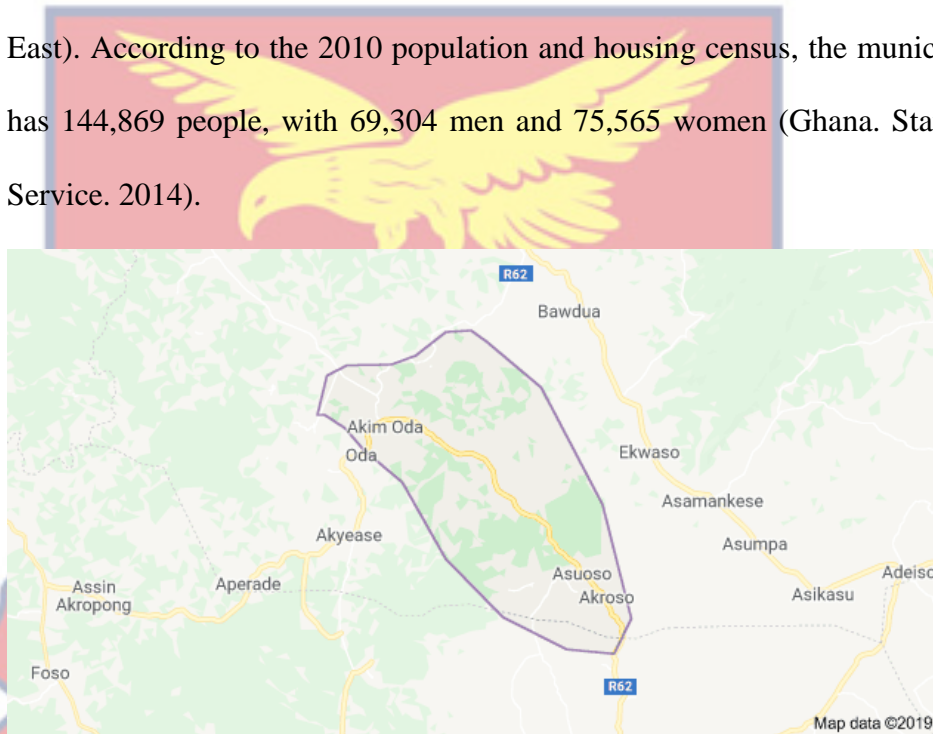 East). According to the 2010 population and housing census, the munic
has 144,869 people, with 69,304 men and 75,565 women (Ghana. Sta
Service. 2014).
R62
Bawdua
Akim Oda
Oda
Ekwaso
Asamankese
Akyease
Asumpa
Asuoso
Adeiso
Assin
Akropong
Aperade
Akroso
Asikasu
Foso
R62
Map data ©2019